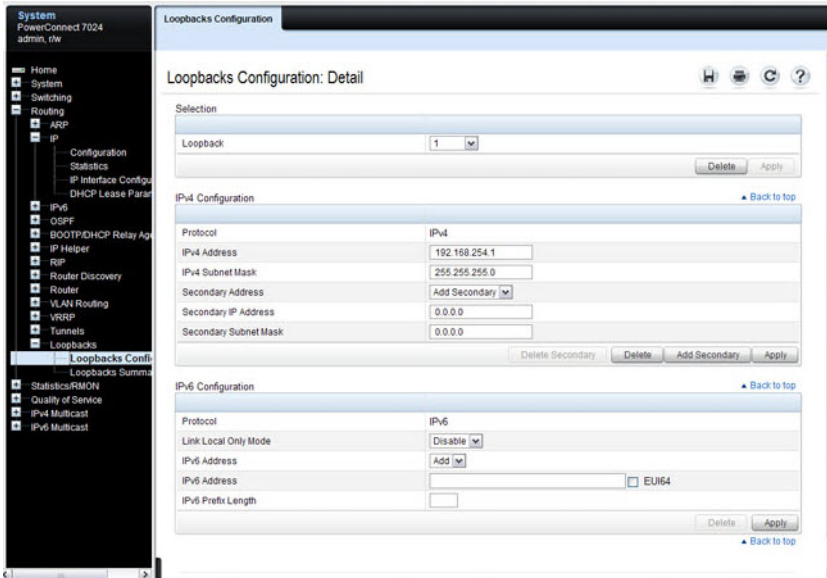 System
PowerConnect 7024
admin, r/w
Home
System
Switching
Routing
ARP
IP
Configuration
Statistics
IP Interface Configu
DHCP Lease Paran
IPv6
OSPF
BOOTP/DHCP Relay Age
IP Helper
RIP
Router Discovery
Router
VLAN Routing
VRRP
Tunnels
Loopbacks
Loopbacks Confi
Loopbacks Summa
Statistics/RMON
Quality of Service
IPv4 Multicast
IPv6 Multicast
Loopbacks Configuration
Loopbacks Configuration: Detail
Selection
Loopback 1
Delete Apply
IPv4 Configuration Back to top
Protocol IPv4
IPv4 Address 192.168.254.1
IPv4 Subnet Mask 255.255.255.0
Secondary Address Add Secondary
Secondary IP Address 0.0.0.0
Secondary Subnet Mask 0.0.0.0
Delete Secondary Delete Add Secondary Apply
IPv6 Configuration Back to top
Protocol IPv6
Link Local Only Mode Disable
IPv6 Address Add
IPv6 Address EUI64
IPv6 Prefix Length
Delete Apply
Back to top